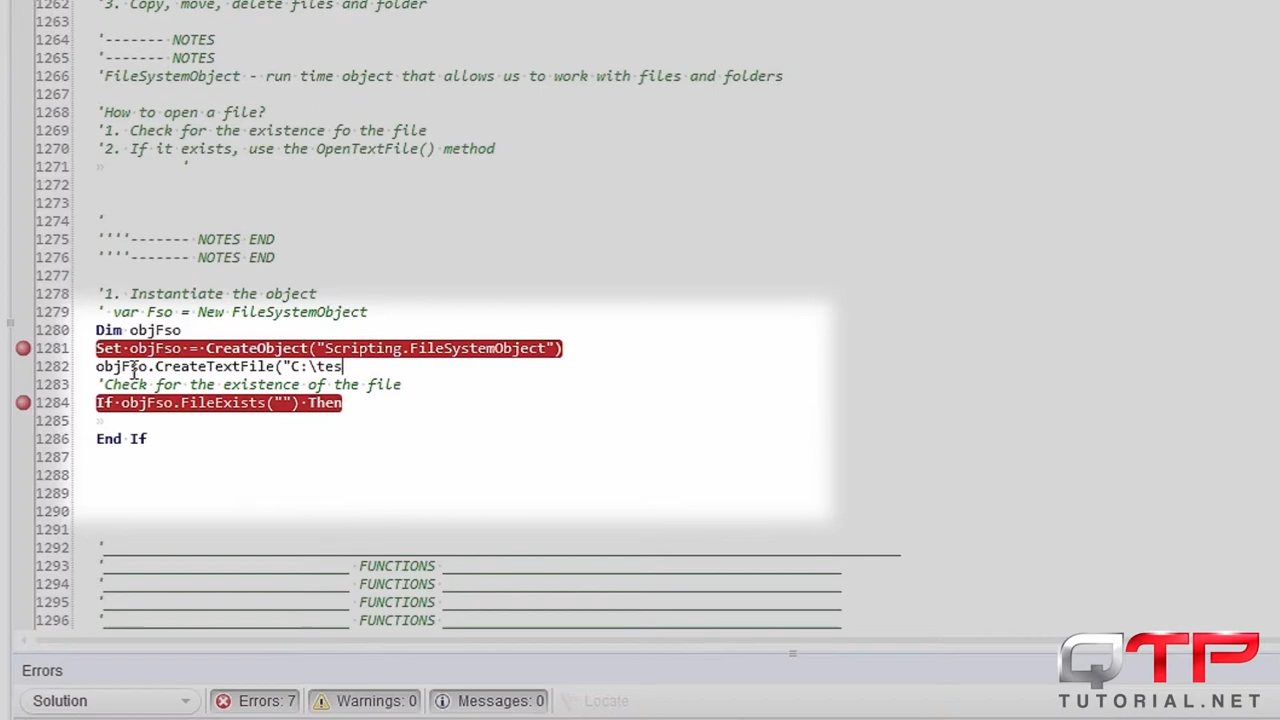 1262 '3. Copy, move, delete files and folder
1263
1264 '------- NOTES
1265 '------- NOTES
1266 'FileSystemObject - run time object that allows us to work with files and folders
1267
1268 'How to open a file?
1269 '1. Check for the existence fo the file
1270 '2. If it exists, use the OpenTextFile() method
1271 '
1272
1273
1274 '
1275 ''''------- NOTES END
1276 ''''------- NOTES END
1277
1278 '1. Instantiate the object
1279 ' var Fso = New FileSystemObject
1280 Dim objFso
1281 Set objFso = CreateObject("Scripting.FileSystemObject")
1282 objFso.CreateTextFile("C:\tes
1283 'Check for the existence of the file
1284 If objFso.FileExists("") Then
1285
1286 End If
1287
1288
1289
1290
1291
1292 '
1293 ' FUNCTIONS
1294 ' FUNCTIONS
1295 ' FUNCTIONS
1296 ' FUNCTIONS
Errors
Solution Errors: 7 Warnings: 0 Messages: 0 Locate
QTP
TUTORIAL.NET